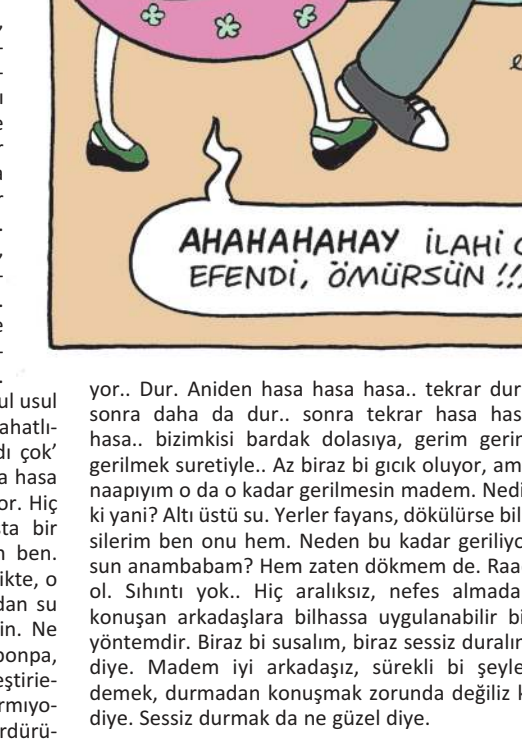 AHAHAHAHAY İLAHİ
EFENDİ, ÖMÜRSÜN !!
ul usul
ahatlı-
dı çok’
a hasa
or. Hiç
sta bir
ben.
ikte, o
dan su
in. Ne
ponpa,
eştirie-
rmıyo-
rdürü-
yor.. Dur. Aniden hasa hasa hasa.. tekrar dur
sonra daha da dur.. sonra tekrar hasa has
hasa.. bizimkisi bardak dolasıya, gerim gerin
gerilmek suretiyle.. Az biraz bi gıcık oluyor, am
naapıyım o da o kadar gerilmesin madem. Nedi
ki yani? Altı üstü su. Yerler fayans, dökülürse bil
silerim ben onu hem. Neden bu kadar geriliyo
sun anambabam? Hem zaten dökmem de. Raa
ol. Sıhıntı yok.. Hiç aralıksız, nefes almada
konuşan arkadaşlara bilhassa uygulanabilir bi
yöntemdir. Biraz bi susalım, biraz sessiz duralı
diye. Madem iyi arkadaşız, sürekli bi şeyle
demek, durmadan konuşmak zorunda değiliz k
diye. Sessiz durmak da ne güzel diye.